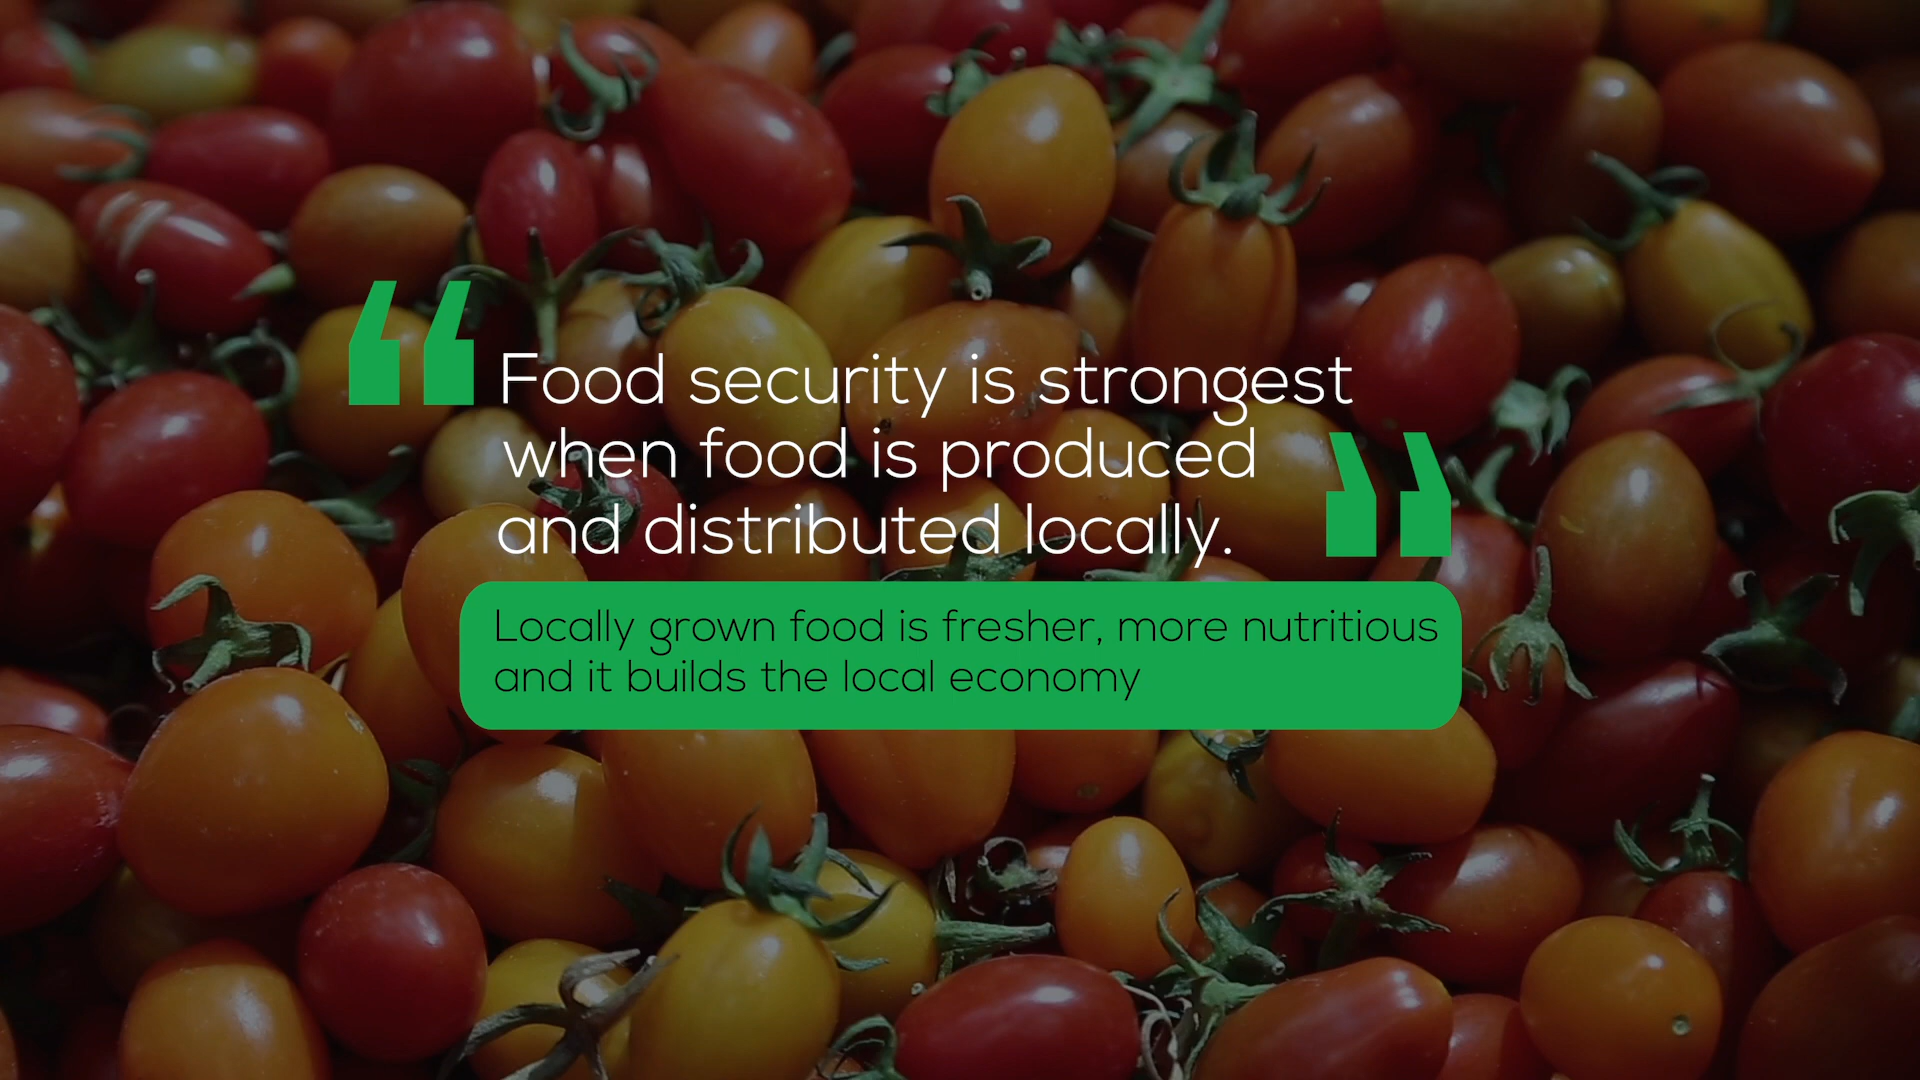 “Food security is strongest
when food is produced
and distributed locally.”
Locally grown food is fresher, more nutritious
and it builds the local economy